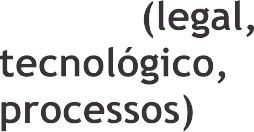 (legal,
tecnológico,
processos)